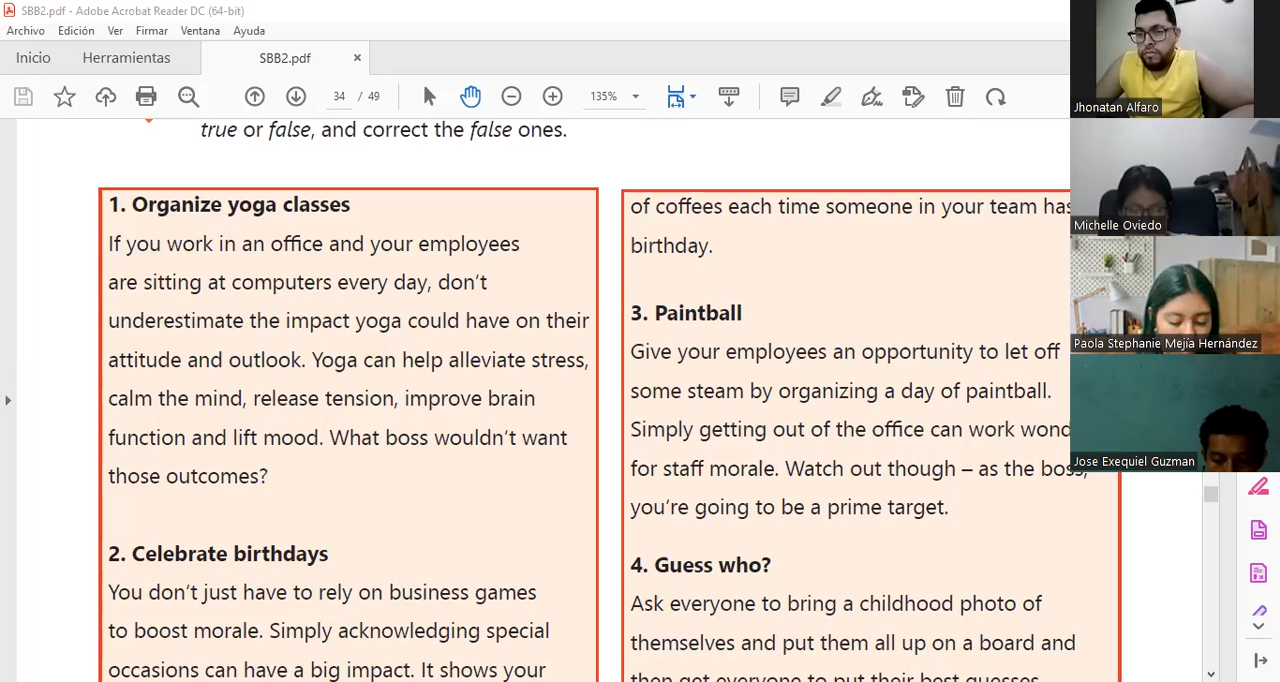 SBB2.pdf - Adobe Acrobat Reader DC (64-bit)
Archivo Edición Ver Firmar Ventana Ayuda
Inicio Herramientas SBB2.pdf ×
34 / 49 135%
true or false, and correct the false ones.
1. Organize yoga classes
If you work in an office and your employees
are sitting at computers every day, don't
underestimate the impact yoga could have on their
attitude and outlook. Yoga can help alleviate stress,
calm the mind, release tension, improve brain
function and lift mood. What boss wouldn't want
those outcomes?
2. Celebrate birthdays
You don't just have to rely on business games
to boost morale. Simply acknowledging special
occasions can have a big impact. It shows your
of coffees each time someone in your team has
birthday.
3. Paintball
Give your employees an opportunity to let off
some steam by organizing a day of paintball.
Simply getting out of the office can work wond
for staff morale. Watch out though – as the boss,
you're going to be a prime target.
4. Guess who?
Ask everyone to bring a childhood photo of
themselves and put them all up on a board and
then get everyone to put their best guesses
Jhonatan Alfaro
Michelle Oviedo
Paola Stephanie Mejía Hernández
Jose Exequiel Guzman